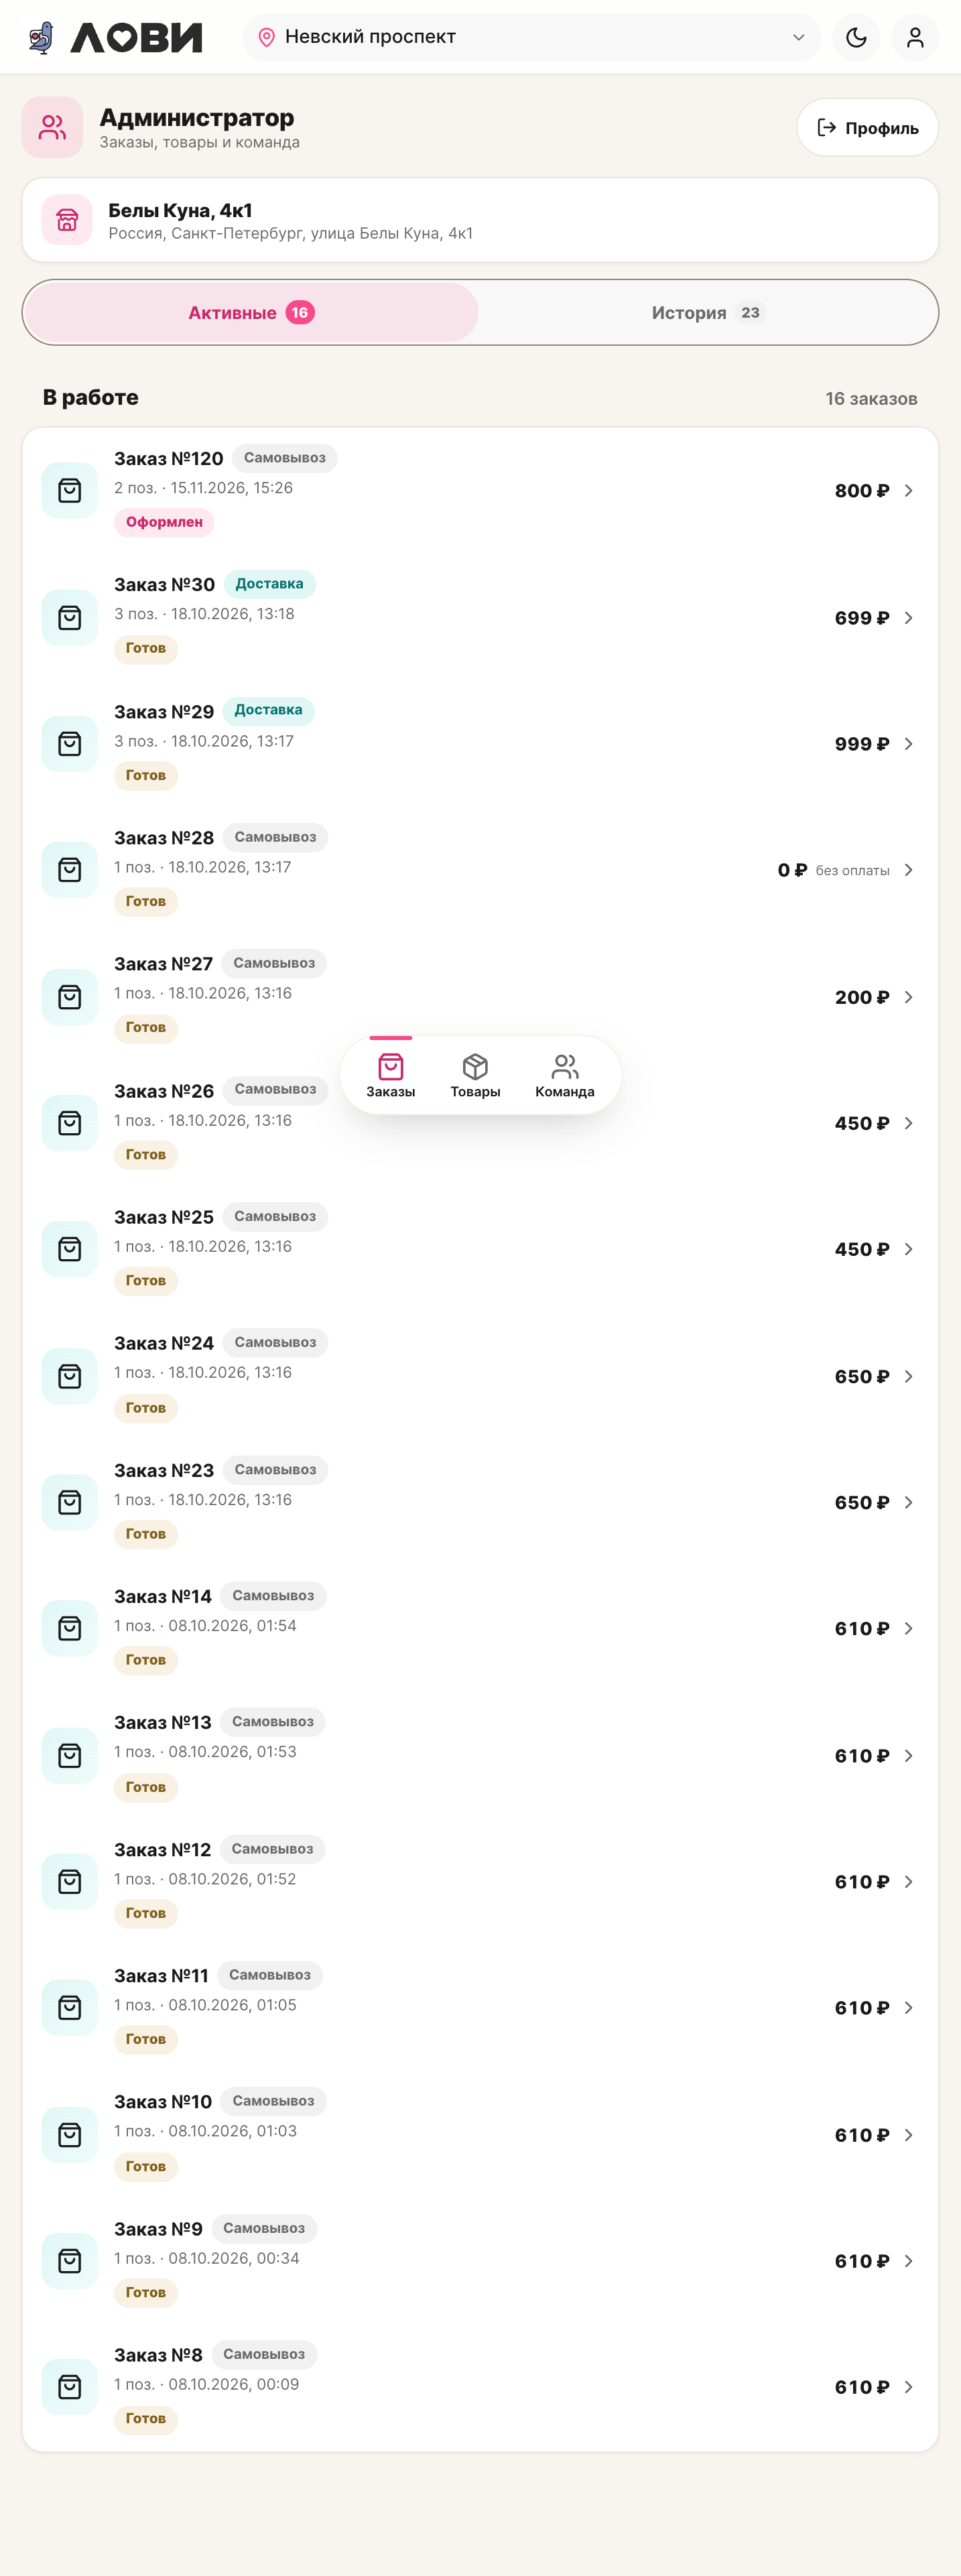 ЛОВИ
Невский проспект
Администратор
Заказы, товары и команда
Профиль
Белы Куна, 4к1
Россия, Санкт-Петербург, улица Белы Куна, 4к1
Активные 16
История 23
В работе
16 заказов
Заказ №120 Самовывоз
2 поз. · 15.11.2026, 15:26
Оформлен
800 ₽
Заказ №30 Доставка
3 поз. · 18.10.2026, 13:18
Готов
699 ₽
Заказ №29 Доставка
3 поз. · 18.10.2026, 13:17
Готов
999 ₽
Заказ №28 Самовывоз
1 поз. · 18.10.2026, 13:17
Готов
0 ₽ без оплаты
Заказ №27 Самовывоз
1 поз. · 18.10.2026, 13:16
Готов
200 ₽
Заказы
Товары
Команда
Заказ №26 Самовывоз
1 поз. · 18.10.2026, 13:16
Готов
450 ₽
Заказ №25 Самовывоз
1 поз. · 18.10.2026, 13:16
Готов
450 ₽
Заказ №24 Самовывоз
1 поз. · 18.10.2026, 13:16
Готов
650 ₽
Заказ №23 Самовывоз
1 поз. · 18.10.2026, 13:16
Готов
650 ₽
Заказ №14 Самовывоз
1 поз. · 08.10.2026, 01:54
Готов
610 ₽
Заказ №13 Самовывоз
1 поз. · 08.10.2026, 01:53
Готов
610 ₽
Заказ №12 Самовывоз
1 поз. · 08.10.2026, 01:52
Готов
610 ₽
Заказ №11 Самовывоз
1 поз. · 08.10.2026, 01:05
Готов
610 ₽
Заказ №10 Самовывоз
1 поз. · 08.10.2026, 01:03
Готов
610 ₽
Заказ №9 Самовывоз
1 поз. · 08.10.2026, 00:34
Готов
610 ₽
Заказ №8 Самовывоз
1 поз. · 08.10.2026, 00:09
Готов
610 ₽